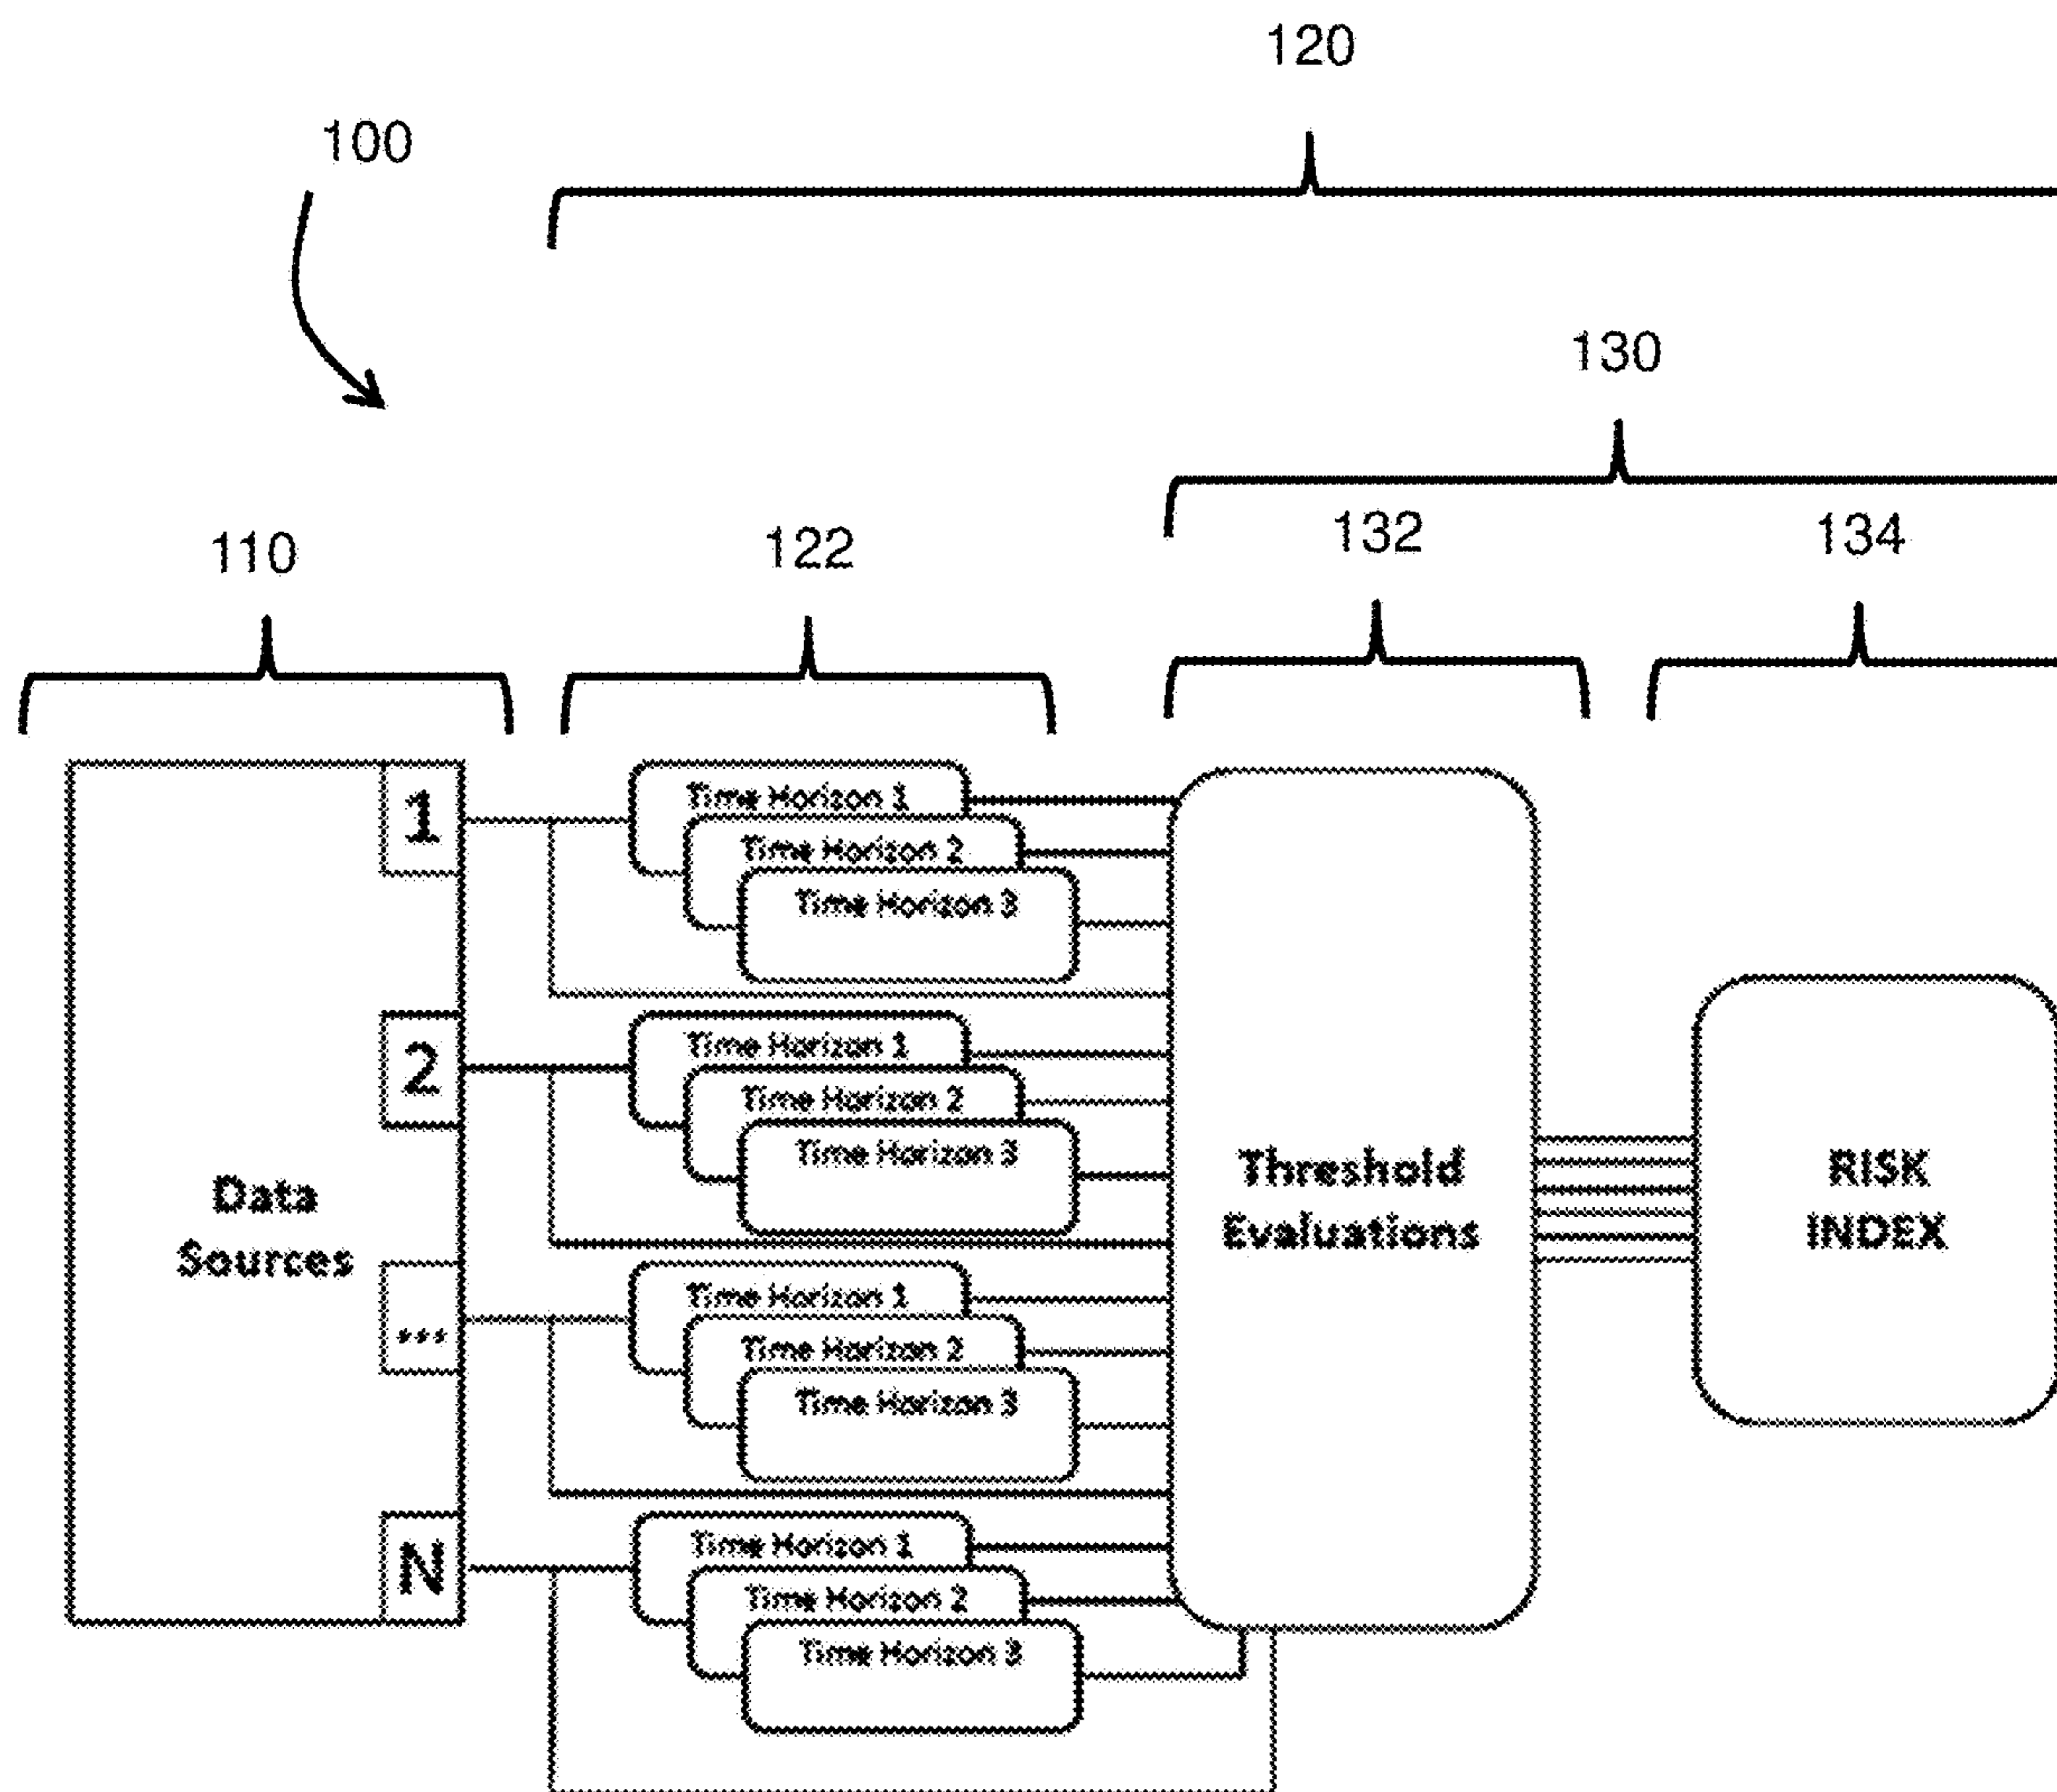 120
100
130
110
122
132
134
1
Time Horizon 1
Time Horizon 2
Time Horizon 3
2
Time Horizon 1
Time Horizon 2
Time Horizon 3
Data
Sources
Threshold
Evaluations
RISK
INDEX
...
Time Horizon 1
Time Horizon 2
Time Horizon 3
N
Time Horizon 1
Time Horizon 2
Time Horizon 3